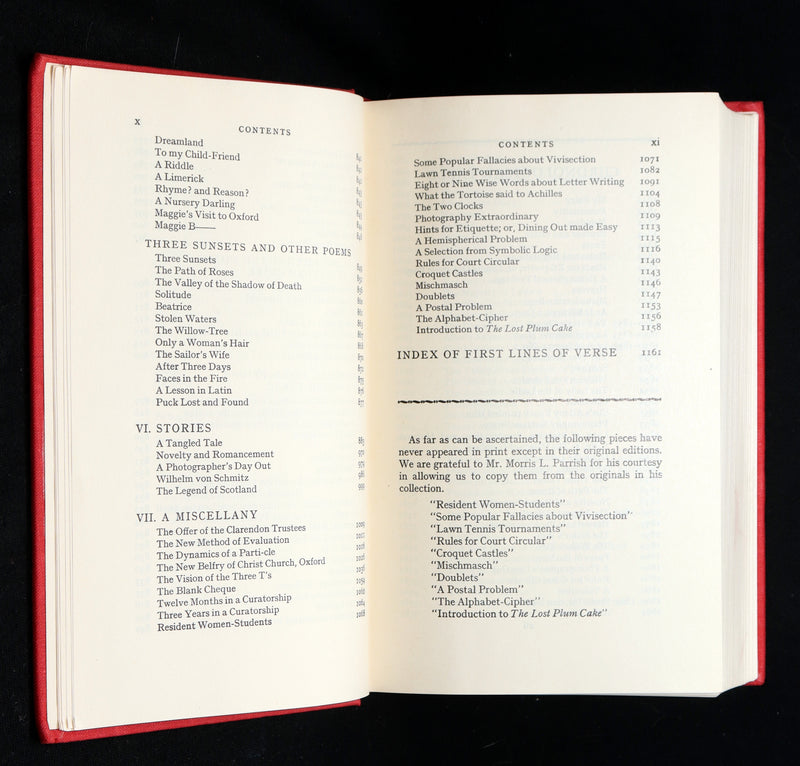 x
CONTENTS
Dreamland
To my Child-Friend
A Riddle
A Limerick
Rhyme? and Reason?
A Nursery Darling
Maggie's Visit to Oxford
Maggie B——
THREE SUNSETS AND OTHER POEMS
Three Sunsets
The Path of Roses
The Valley of the Shadow of Death
Solitude
Beatrice
Stolen Waters
The Willow-Tree
Only a Woman's Hair
The Sailor's Wife
After Three Days
Faces in the Fire
A Lesson in Latin
Puck Lost and Found 877
VI. STORIES
A Tangled Tale 883
Novelty and Romancement
A Photographer's Day Out
Wilhelm von Schmitz
The Legend of Scotland 999
VII. A MISCELLANY
The Offer of the Clarendon Trustees
The New Method of Evaluation
The Dynamics of a Parti-cle
The New Belfry of Christ Church, Oxford
The Vision of the Three T's
The Blank Cheque
Twelve Months in a Curatorship
Three Years in a Curatorship
Resident Women-Students
CONTENTS xi
Some Popular Fallacies about Vivisection 1071
Lawn Tennis Tournaments 1082
Eight or Nine Wise Words about Letter Writing 1091
What the Tortoise said to Achilles 1104
The Two Clocks 1108
Photography Extraordinary 1109
Hints for Etiquette; or, Dining Out made Easy 1113
A Hemispherical Problem 1115
A Selection from Symbolic Logic 1116
Rules for Court Circular 1140
Croquet Castles 1143
Mischmasch 1146
Doublets 1147
A Postal Problem 1153
The Alphabet-Cipher 1156
Introduction to The Lost Plum Cake 1158
INDEX OF FIRST LINES OF VERSE 1161
As far as can be ascertained, the following pieces have
never appeared in print except in their original editions.
We are grateful to Mr. Morris L. Parrish for his courtesy
in allowing us to copy them from the originals in his
collection.
"Resident Women-Students"
"Some Popular Fallacies about Vivisection"
"Lawn Tennis Tournaments"
"Rules for Court Circular"
"Croquet Castles"
"Mischmasch"
"Doublets"
"A Postal Problem"
"The Alphabet-Cipher"
"Introduction to The Lost Plum Cake"